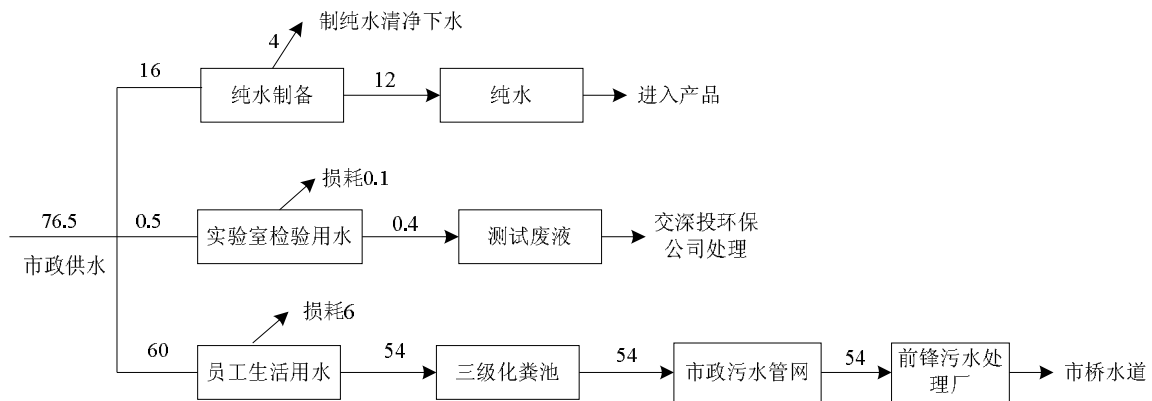 制纯水清净下水
4
16
纯水制备
12
纯水
进入产品
损耗0.1
76.5
0.5
实验室检验用水
0.4
测试废液
交深投环保
公司处理
市政供水
损耗6
60
员工生活用水
54
三级化粪池
54
市政污水管网
54
前锋污水处
理厂
市桥水道